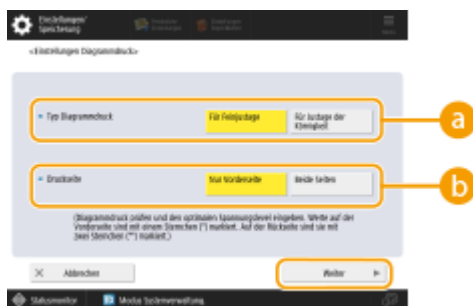 Einstellungen/
Speicherung
<Einstellungen Diagrammdruck>
Typ Diagrammdruck
Für Feinjustage
Für Justage der
Körnigkeit
a
Druckseite
Nur Vorderseite
Beide Seiten
b
(Diagrammdruck prüfen und den optimalen Spannungslevel eingeben. Werte auf der
Vorderseite sind mit einem Sternchen (*) markiert. Auf der Rückseite sind sie mit
zwei Sternchen (**) markiert.)
Abbrechen
Weiter
Statusmonitor
Modus Systemverwaltung.